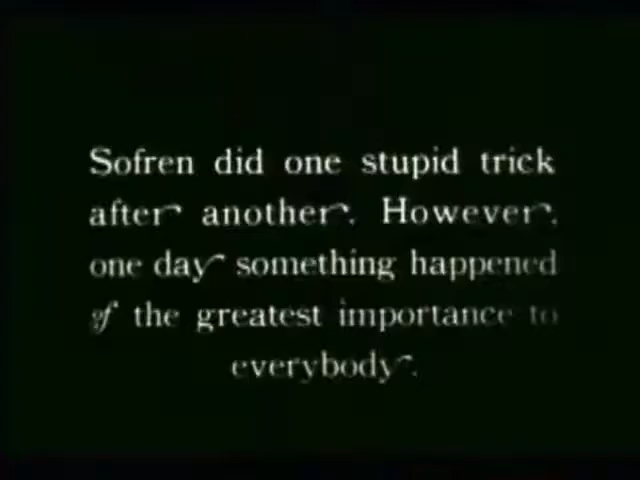 Sofren did one stupid trick
after another. However,
one day something happened
of the greatest importance to
everybody.